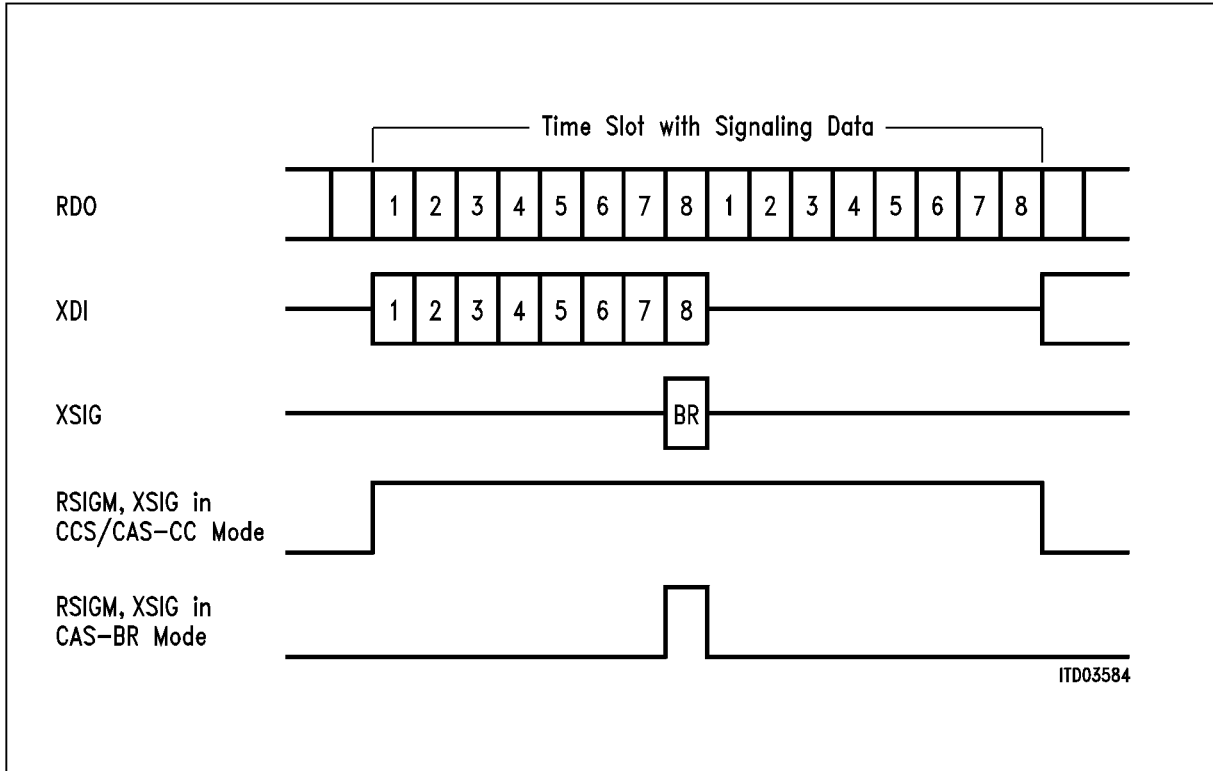 Time Slot with Signaling Data
RDO 1 2 3 4 5 6 7 8 1 2 3 4 5 6 7 8
XDI 1 2 3 4 5 6 7 8
XSIG BR
RSIGM, XSIG in
CCS/CAS-CC Mode
RSIGM, XSIG in
CAS-BR Mode
ITD03584